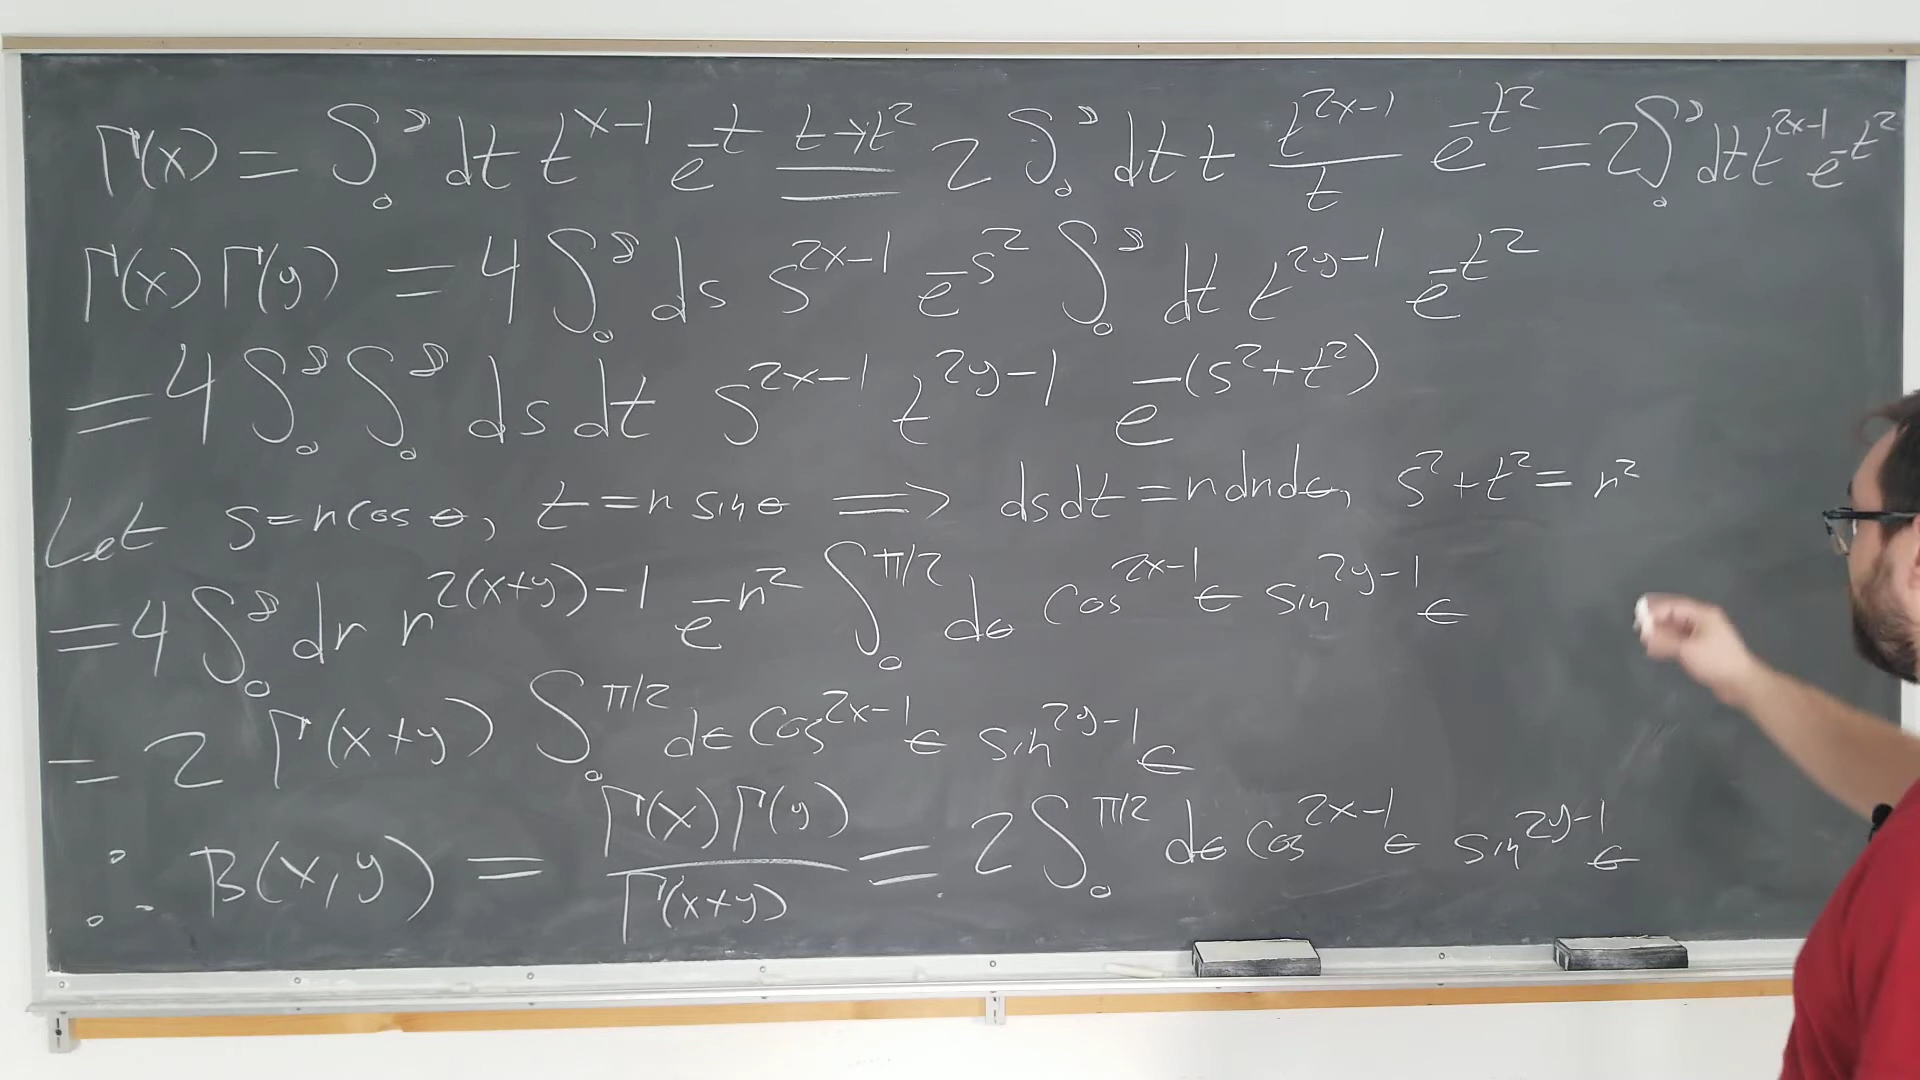 Γ(x) = ∫₀^∞ dt t^{x-1} e^{-t} \overset{t→t²}{=} 2 ∫₀^∞ dt t \frac{t^{2x-1}}{t} e^{-t²} = 2∫₀^∞ dt t^{2x-1} e^{-t²}
Γ(x) Γ(y) = 4 ∫₀^∞ ds s^{2x-1} e^{-s²} ∫₀^∞ dt t^{2y-1} e^{-t²}
= 4 ∫₀^∞ ∫₀^∞ ds dt s^{2x-1} t^{2y-1} e^{-(s²+t²)}
Let s = r cos θ, t = r sin θ ⟹ ds dt = r dr dθ, s² + t² = r²
= 4 ∫₀^∞ dr r^{2(x+y)-1} e^{-r²} ∫₀^{π/2} dθ cos^{2x-1} θ sin^{2y-1} θ
= 2 Γ(x+y) ∫₀^{π/2} dθ cos^{2x-1} θ sin^{2y-1} θ
∴ B(x,y) = \frac{Γ(x)Γ(y)}{Γ(x+y)} = 2 ∫₀^{π/2} dθ cos^{2x-1} θ sin^{2y-1} θ